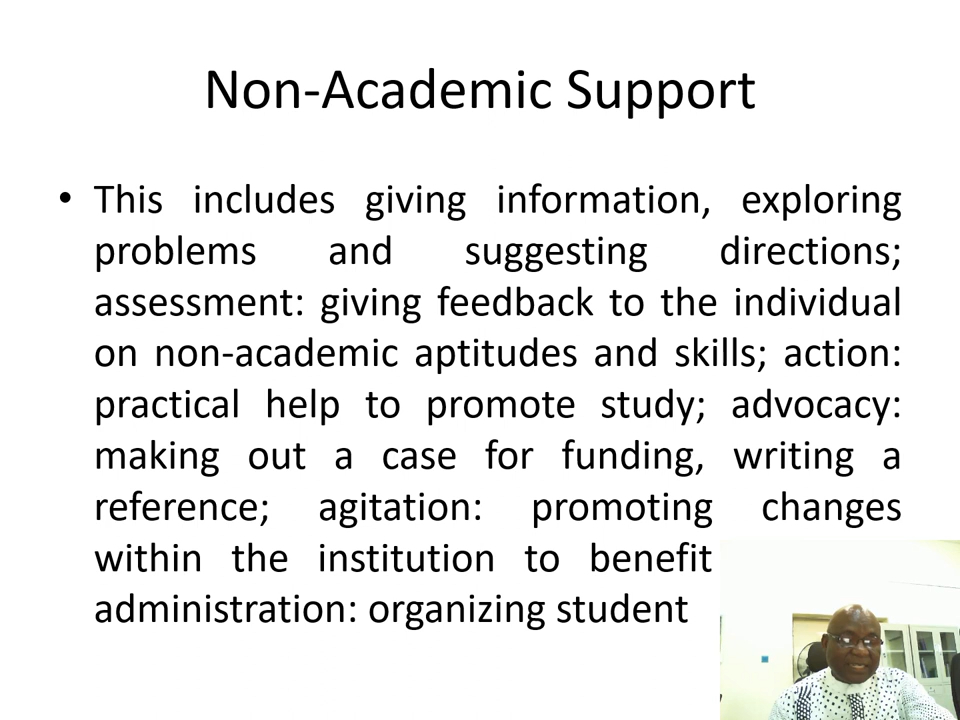 Non-Academic Support
• This includes giving information, exploring
problems and suggesting directions;
assessment: giving feedback to the individual
on non-academic aptitudes and skills; action:
practical help to promote study; advocacy:
making out a case for funding, writing a
reference; agitation: promoting changes
within the institution to benefit
administration: organizing student